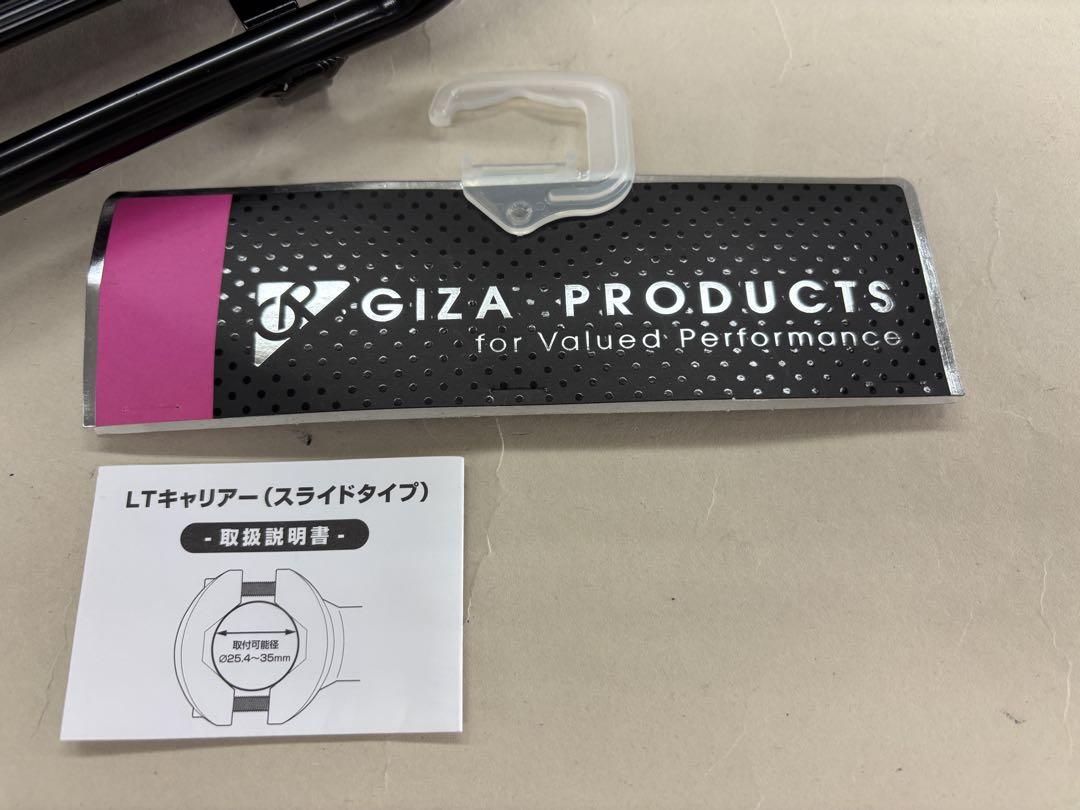 GIZA PRODUCTS
for Valued Performance
LTキャリアー(スライドタイプ)
- 取扱説明書 -
取付可能径
Ø25.4～35mm